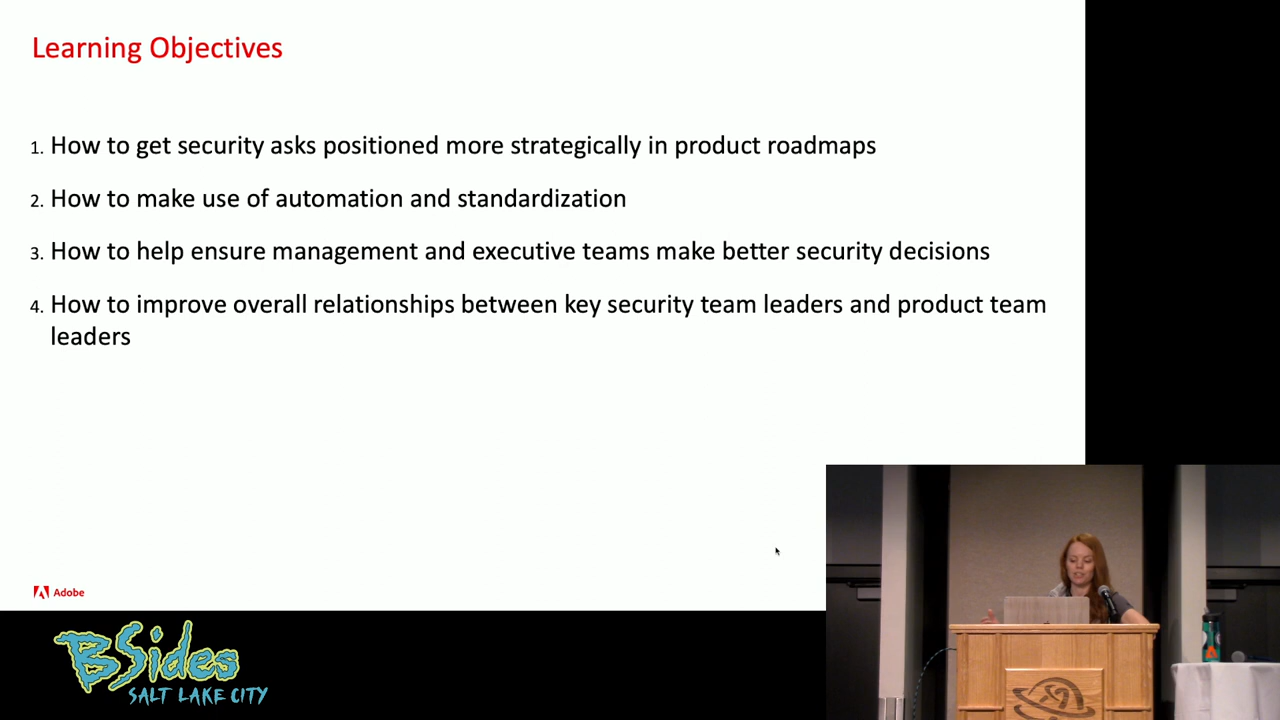 Learning Objectives
1. How to get security asks positioned more strategically in product roadmaps
2. How to make use of automation and standardization
3. How to help ensure management and executive teams make better security decisions
4. How to improve overall relationships between key security team leaders and product team
leaders
Adobe
BSides
SALT LAKE CITY